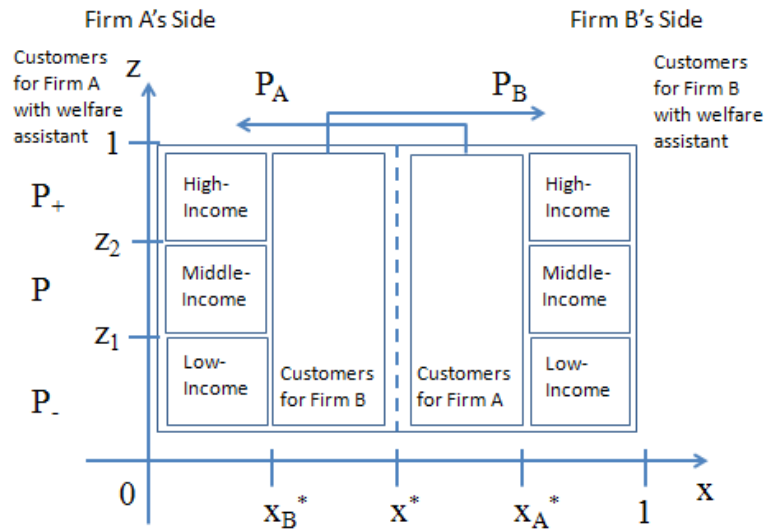 Firm A's Side
Firm B's Side
Customers
for Firm A
with welfare
assistant
Customers
for Firm B
with welfare
assistant
z
P_A
P_B
1
P_+
High-
Income
High-
Income
z_2
P
Middle-
Income
Middle-
Income
z_1
P_-
Low-
Income
Customers
for Firm B
Customers
for Firm A
Low-
Income
0
x_B^*
x^*
x_A^*
1
x